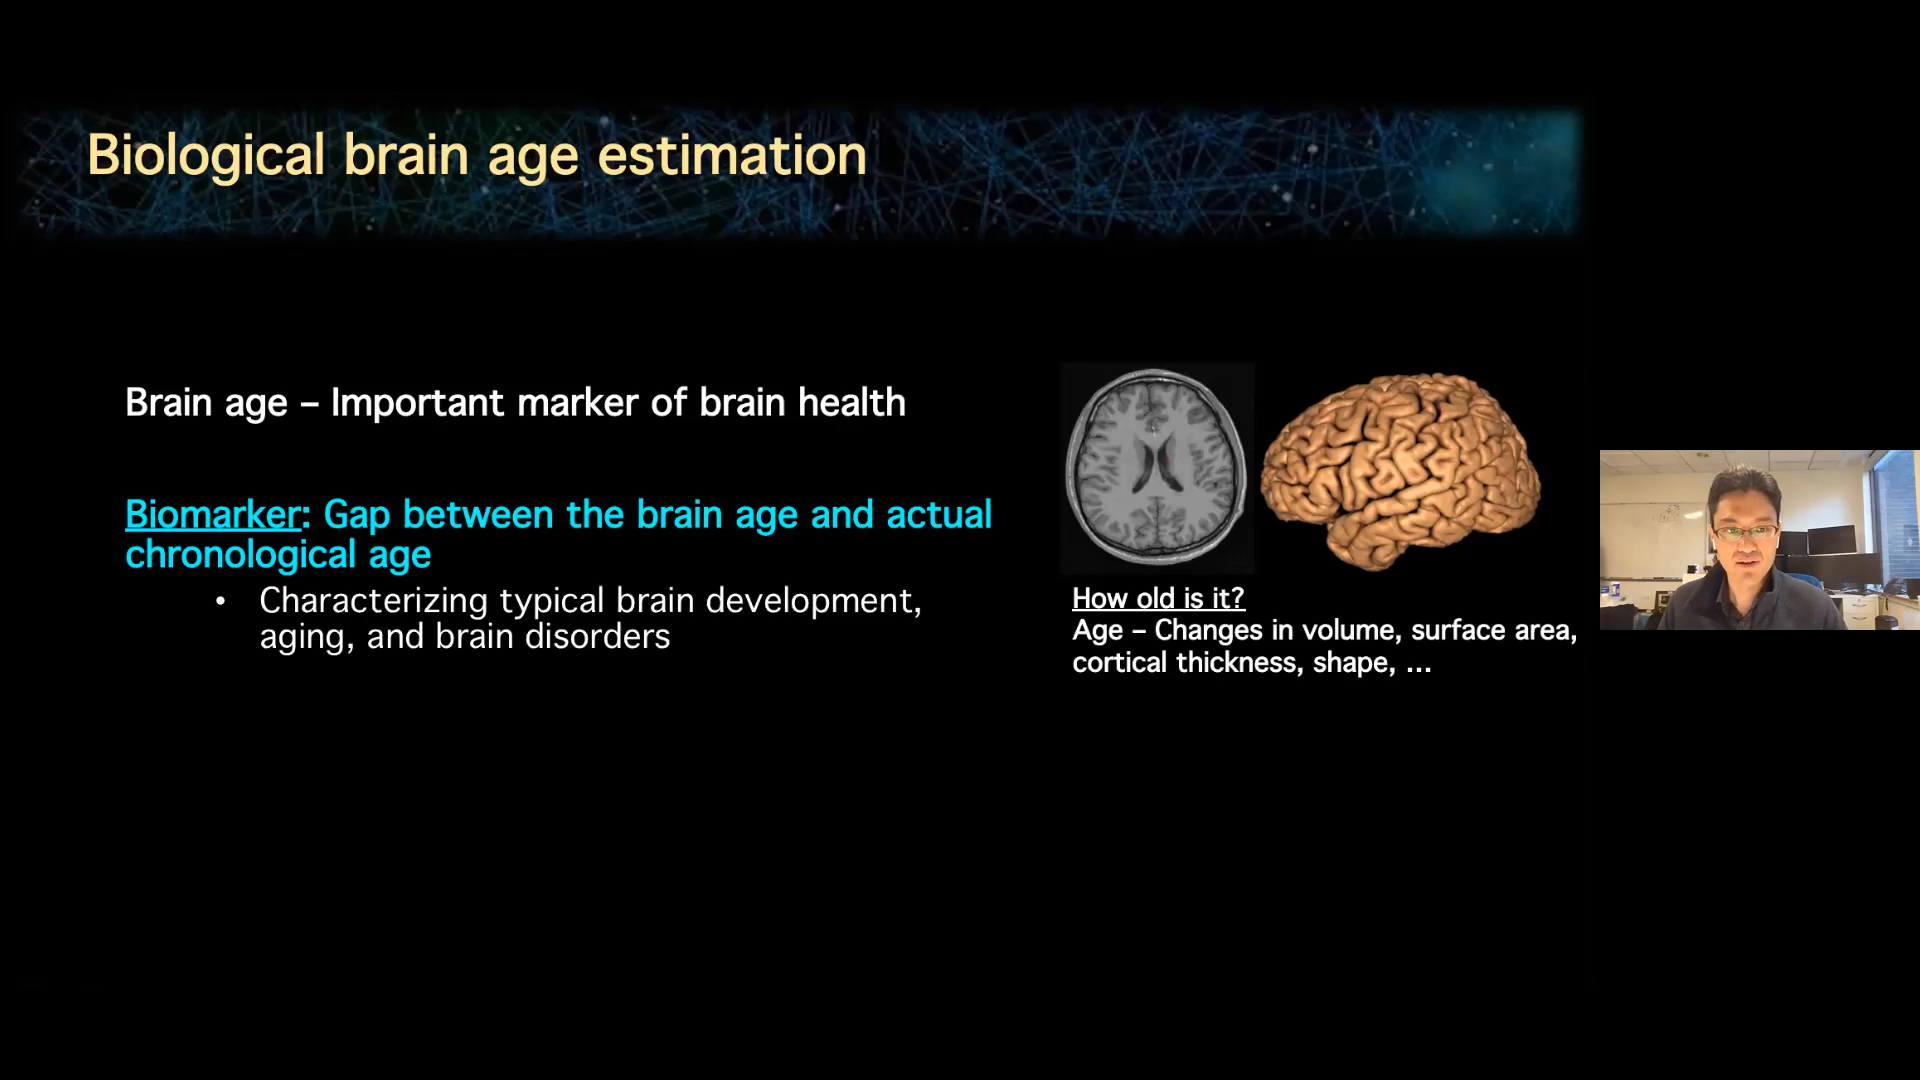 Biological brain age estimation
Brain age – Important marker of brain health
Biomarker: Gap between the brain age and actual
chronological age
• Characterizing typical brain development,
aging, and brain disorders
How old is it?
Age – Changes in volume, surface area,
cortical thickness, shape, ...